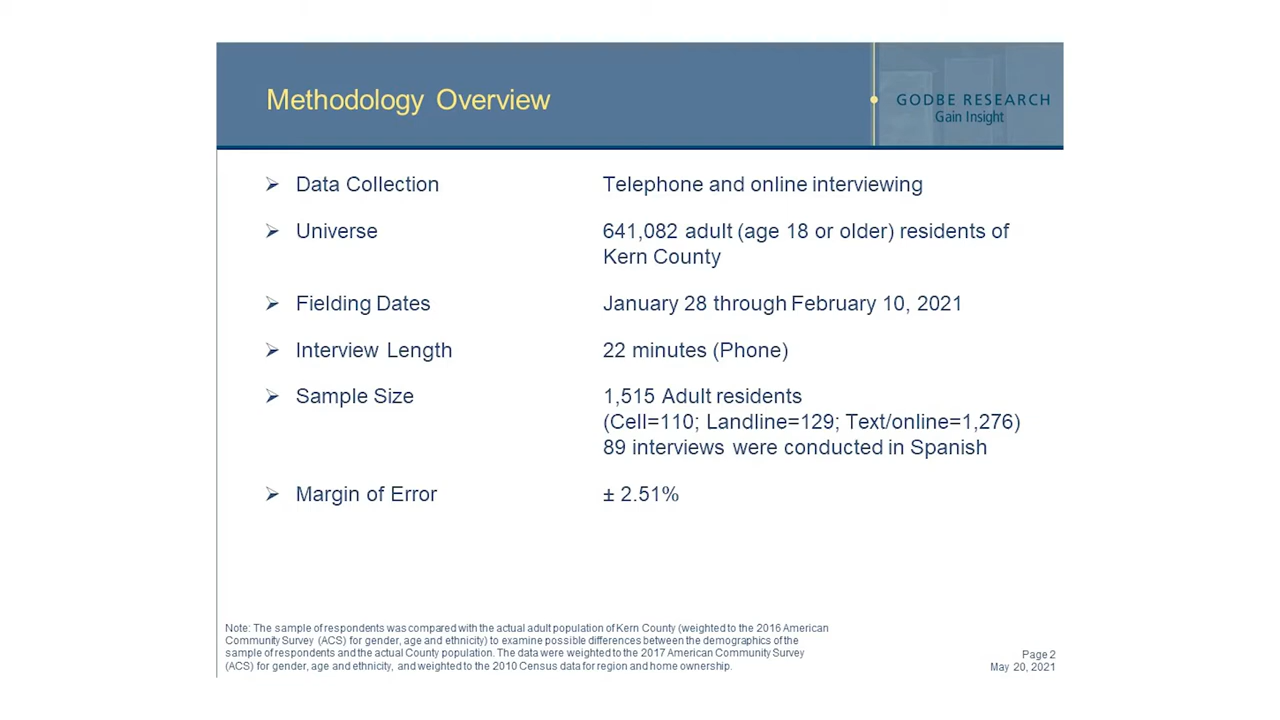 Methodology Overview
GODBE RESEARCH
Gain Insight
Data Collection
Telephone and online interviewing
Universe
641,082 adult (age 18 or older) residents of
Kern County
Fielding Dates
January 28 through February 10, 2021
Interview Length
22 minutes (Phone)
Sample Size
1,515 Adult residents
(Cell=110; Landline=129; Text/online=1,276)
89 interviews were conducted in Spanish
Margin of Error
± 2.51%
Note: The sample of respondents was compared with the actual adult population of Kern County (weighted to the 2016 American
Community Survey (ACS) for gender, age and ethnicity) to examine possible differences between the demographics of the
sample of respondents and the actual County population. The data were weighted to the 2017 American Community Survey
(ACS) for gender, age and ethnicity, and weighted to the 2010 Census data for region and home ownership.
Page 2
May 20, 2021